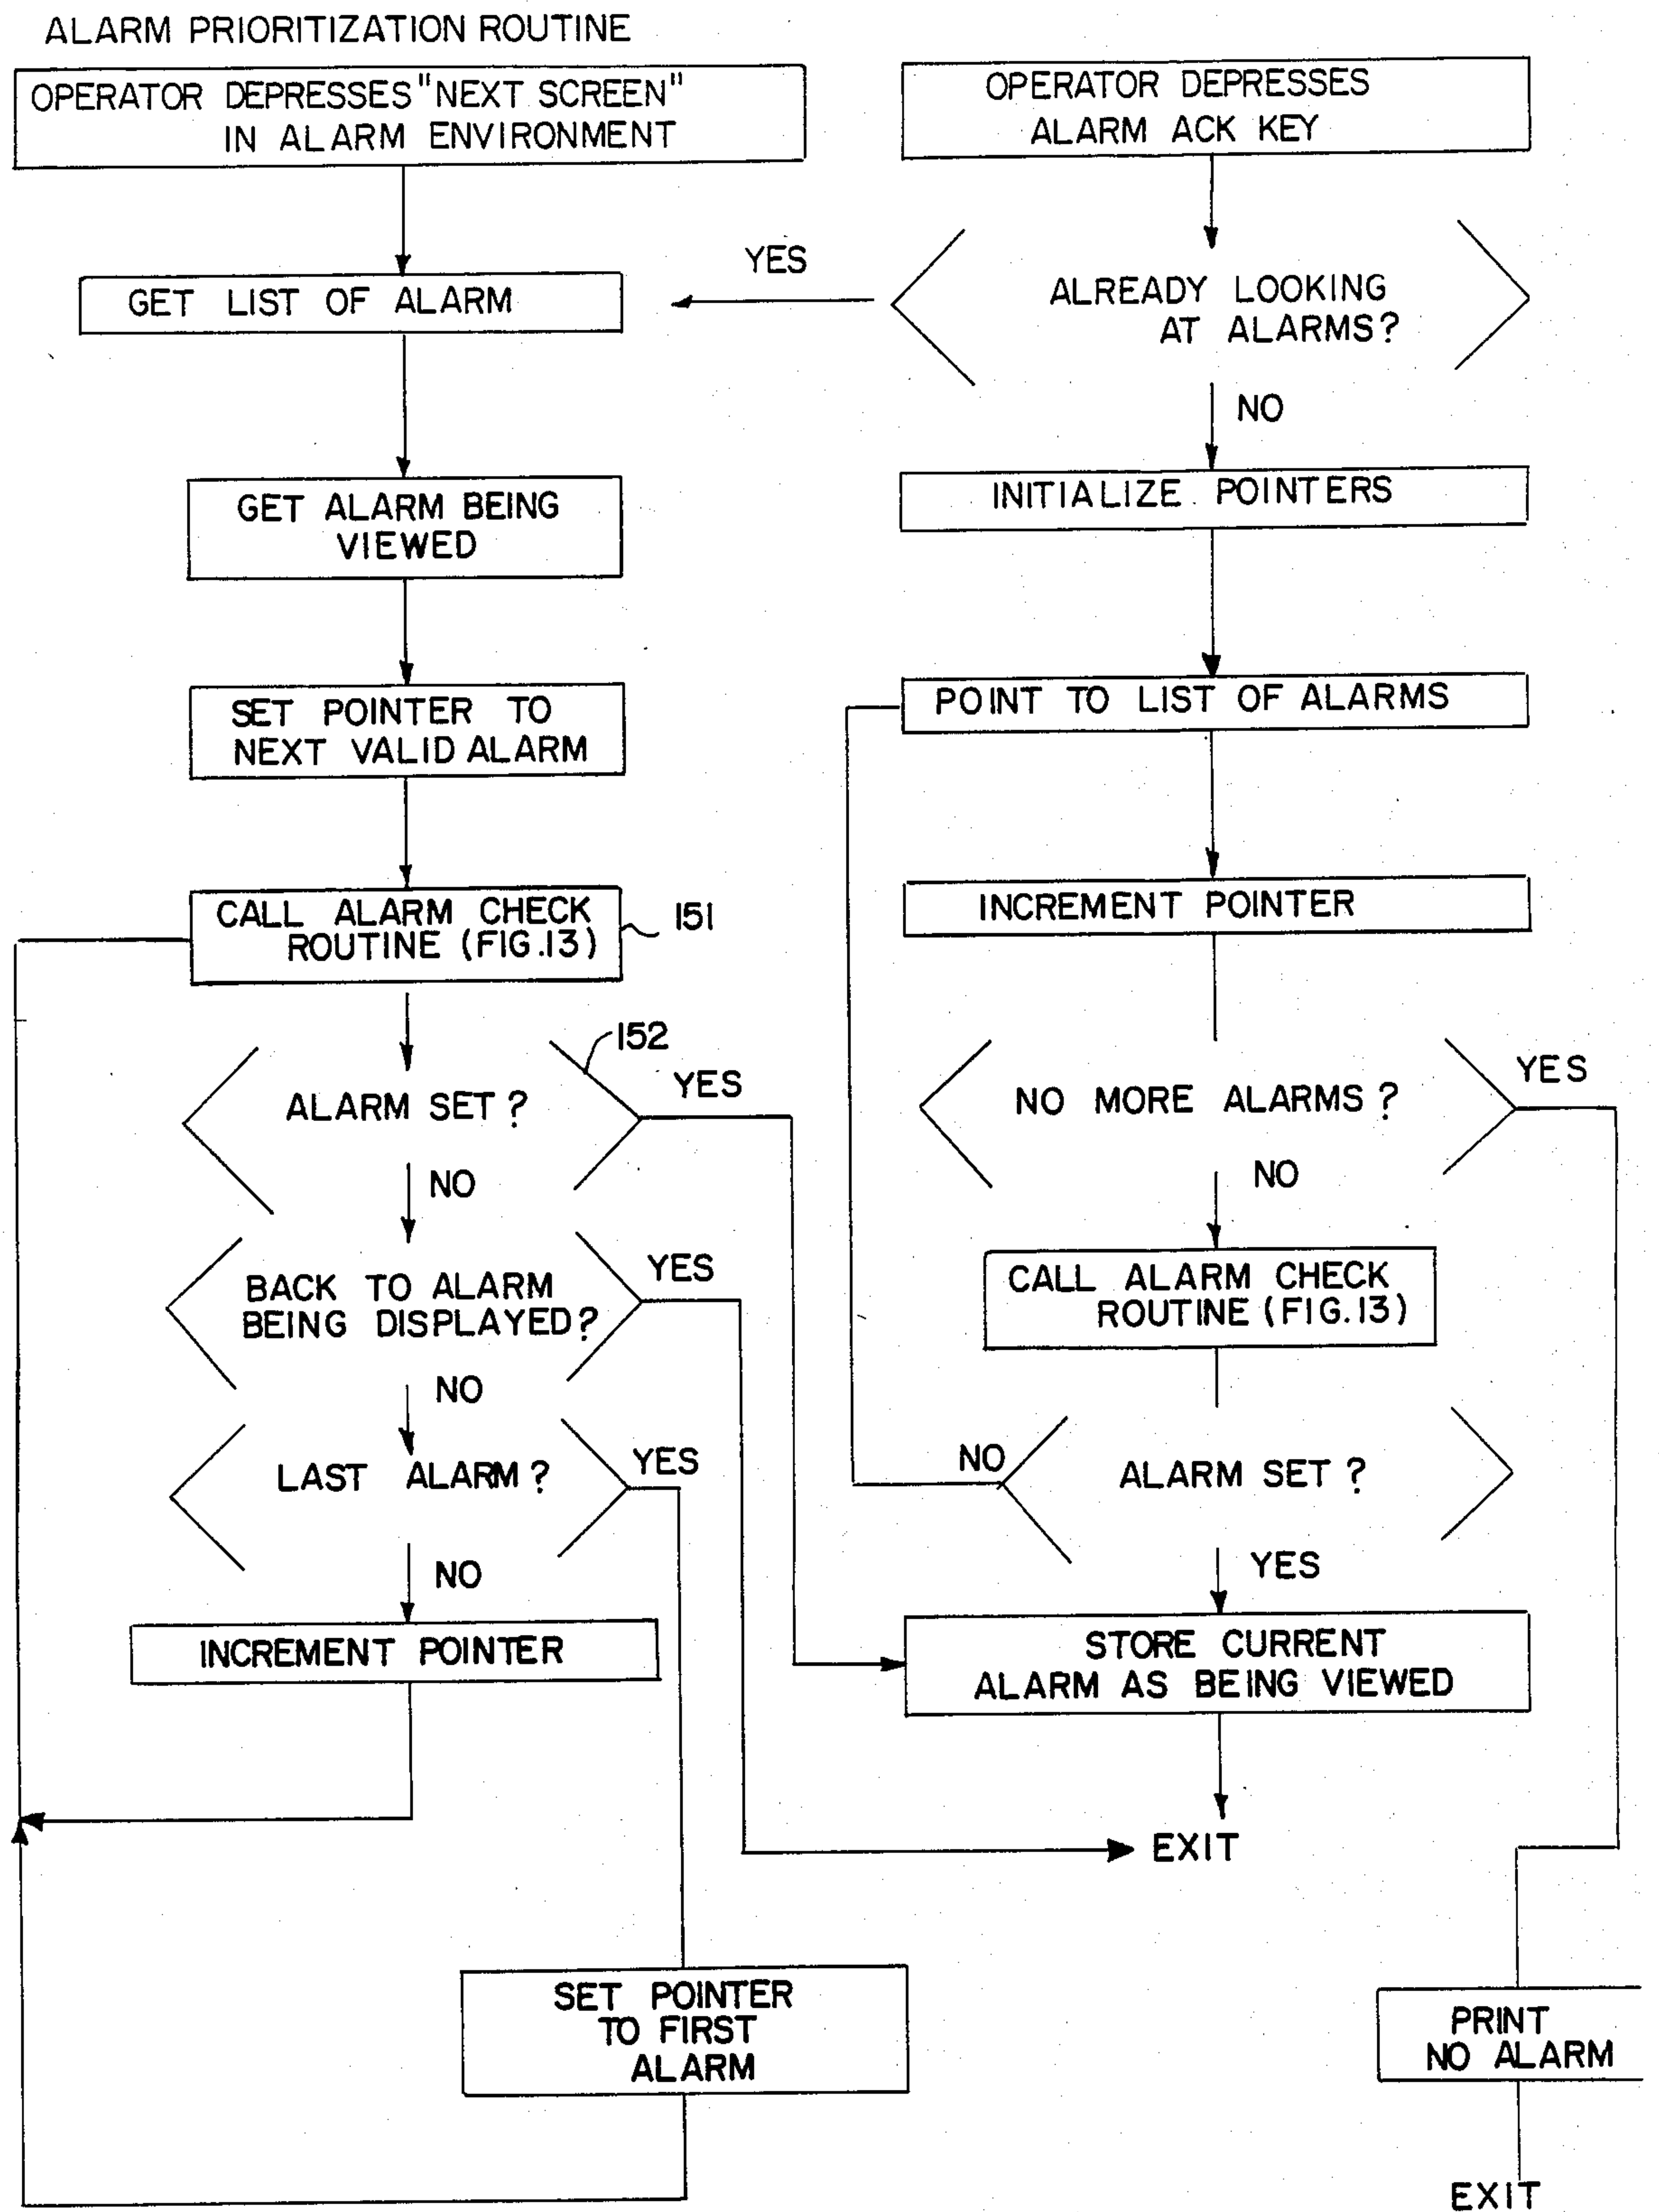 ALARM PRIORITIZATION ROUTINE
OPERATOR DEPRESSES "NEXT SCREEN"
IN ALARM ENVIRONMENT
GET LIST OF ALARM
GET ALARM BEING
VIEWED
SET POINTER TO
NEXT VALID ALARM
CALL ALARM CHECK
ROUTINE (FIG.13)
151
152
ALARM SET?
YES
NO
BACK TO ALARM
BEING DISPLAYED?
YES
NO
LAST ALARM?
YES
NO
INCREMENT POINTER
SET POINTER
TO FIRST
ALARM
OPERATOR DEPRESSES
ALARM ACK KEY
YES
ALREADY LOOKING
AT ALARMS?
NO
INITIALIZE POINTERS
POINT TO LIST OF ALARMS
INCREMENT POINTER
NO MORE ALARMS?
YES
NO
CALL ALARM CHECK
ROUTINE (FIG.13)
NO
ALARM SET?
YES
STORE CURRENT
ALARM AS BEING VIEWED
EXIT
PRINT
NO ALARM
EXIT